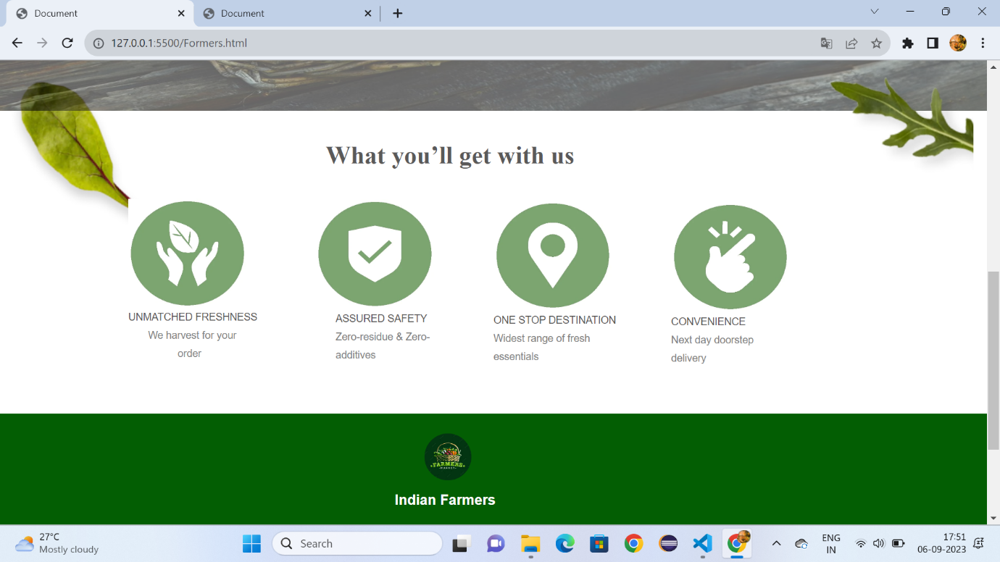 Document
Document
127.0.0.1:5500/Formers.html
What you’ll get with us
UNMATCHED FRESHNESS
We harvest for your
order
ASSURED SAFETY
Zero-residue & Zero-
additives
ONE STOP DESTINATION
Widest range of fresh
essentials
CONVENIENCE
Next day doorstep
delivery
FARMERS
MARKET
Indian Farmers
27°C
Mostly cloudy
Search
ENG
IN
17:51
06-09-2023